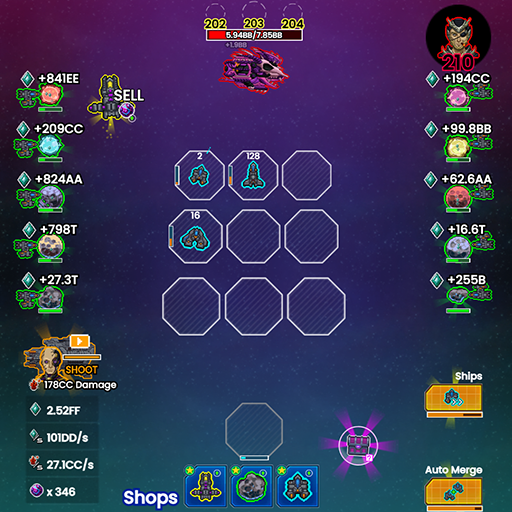 202 203 204
5.94BB/7.85BB
+1.9BB
210
+841EE
SELL
+209CC
+824AA
+798T
+27.3T
+194CC
+99.8BB
+62.6AA
+16.6T
+255B
2
128
16
SHOOT
178CC Damage
2.52FF
S 101DD/s
S 27.1CC/s
x 346
Ships
Auto Merge
Shops